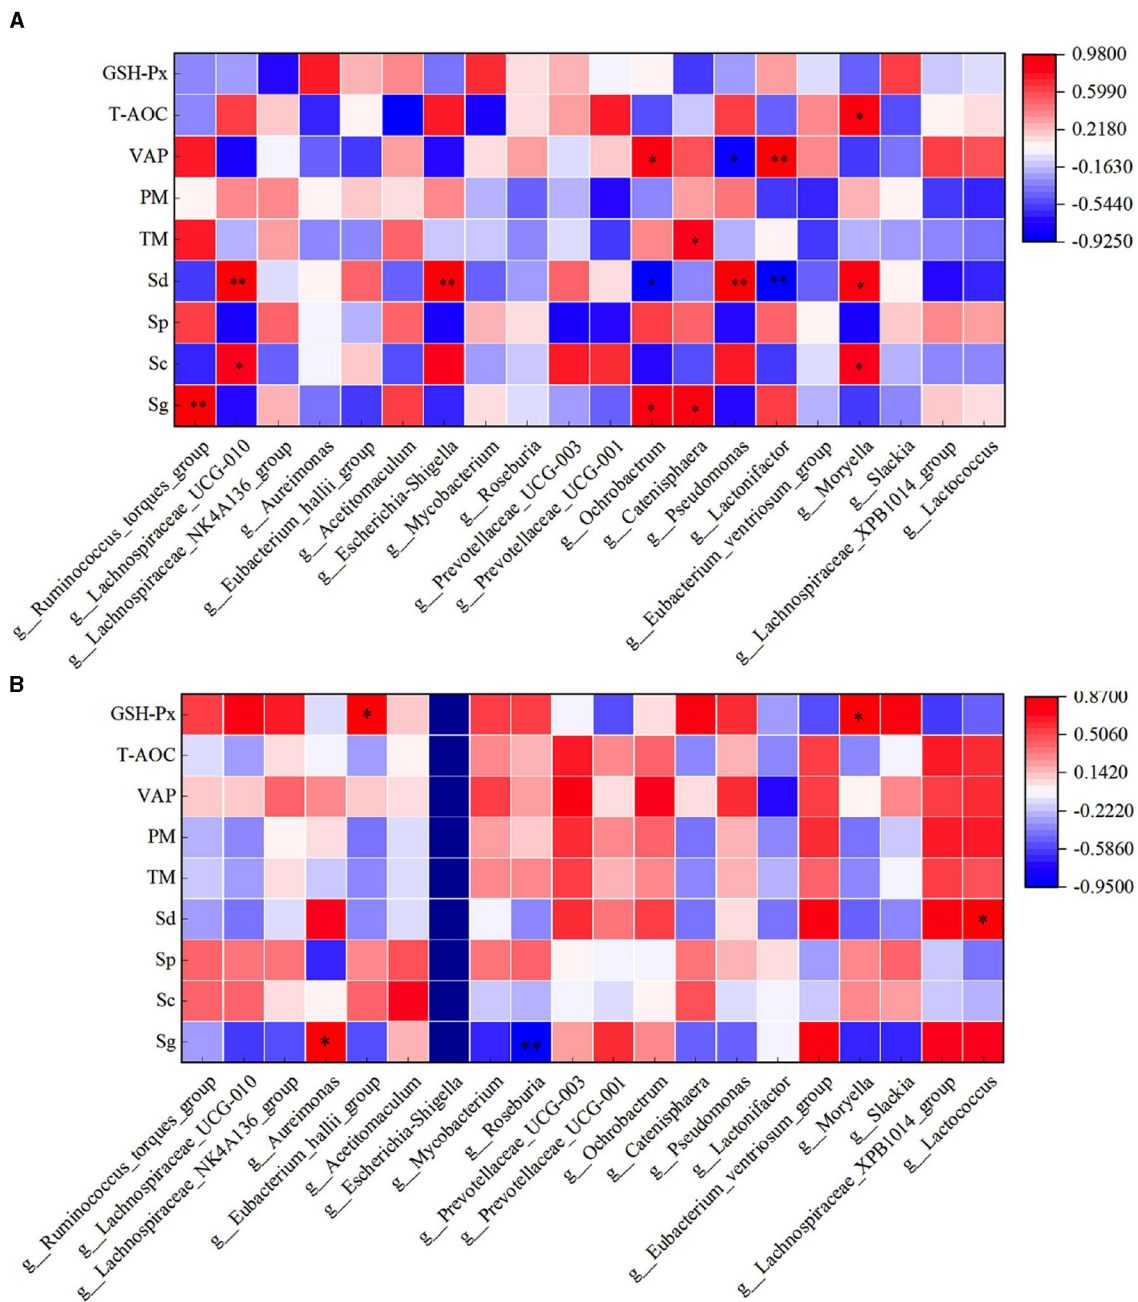 A
GSH-Px
T-AOC
VAP
*
*
**
*
PM
TM
*
Sd
**
**
*
**
**
*
Sp
Sc
*
*
Sg
**
*
*
0.9800
0.5990
0.2180
-0.1630
-0.5440
-0.9250
g__Ruminococcus_torques_group
g__Lachnospiraceae_UCG-010
g__Lachnospiraceae_NK4A136_group
g__Aureimonas
g__Eubacterium_hallii_group
g__Acetitomaculum
g__Escherichia-Shigella
g__Mycobacterium
g__Roseburia
g__Prevotellaceae_UCG-003
g__Prevotellaceae_UCG-001
g__Ochrobactrum
g__Catenisphaera
g__Pseudomonas
g__Lactonifactor
g__Eubacterium_ventriosum_group
g__Moryella
g__Slackia
g__Lachnospiraceae_XPB1014_group
g__Lactococcus
B
GSH-Px
*
*
T-AOC
VAP
PM
TM
Sd
*
Sp
Sc
Sg
*
**
0.8700
0.5060
0.1420
-0.2220
-0.5860
-0.9500
g__Ruminococcus_torques_group
g__Lachnospiraceae_UCG-010
g__Lachnospiraceae_NK4A136_group
g__Aureimonas
g__Eubacterium_hallii_group
g__Acetitomaculum
g__Escherichia-Shigella
g__Mycobacterium
g__Roseburia
g__Prevotellaceae_UCG-003
g__Prevotellaceae_UCG-001
g__Ochrobactrum
g__Catenisphaera
g__Pseudomonas
g__Lactonifactor
g__Eubacterium_ventriosum_group
g__Moryella
g__Slackia
g__Lachnospiraceae_XPB1014_group
g__Lactococcus